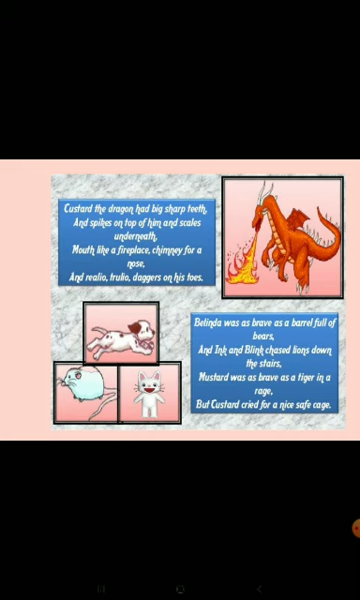 Custard the dragon had big sharp teeth,
And spikes on top of him and scales
underneath,
Mouth like a fireplace, chimney for a
nose,
And realio, trulio, daggers on his toes.
Belinda was as brave as a barrel full of
bears,
And Ink and Blink chased lions down
the stairs,
Mustard was as brave as a tiger in a
rage,
But Custard cried for a nice safe cage.